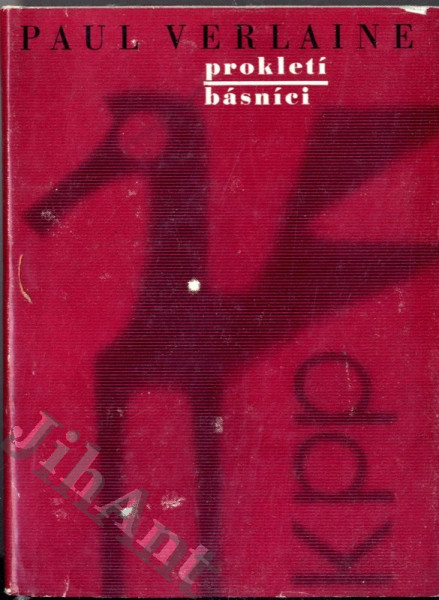 PAUL VERLAINE
prokletí
básníci
kpp
JihAnt